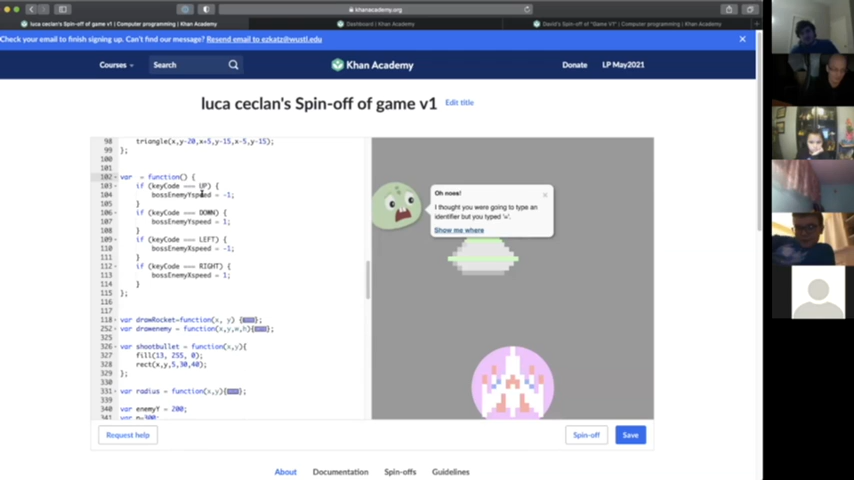 khanacademy.org
luca ceclan's Spin-off of game v1 | Computer programming | Khan Academy
Dashboard | Khan Academy
David's Spin-off of "Game V1" | Computer programming | Khan Academy
Check your email to finish signing up. Can't find our message? Resend email to ezkatz@wustl.edu
Courses
Search
Khan Academy
Donate
LP May2021
luca ceclan's Spin-off of game v1
Edit title
98 triangle(x,y-20,x+5,y-15,x-5,y-15);
99 };
100
101
102 var = function() {
103 if (keyCode === UP) {
104 bossEnemyYspeed = -1;
105 }
106 if (keyCode === DOWN) {
107 bossEnemyYspeed = 1;
108 }
109 if (keyCode === LEFT) {
110 bossEnemyXspeed = -1;
111 }
112 if (keyCode === RIGHT) {
113 bossEnemyXspeed = 1;
114 }
115 };
116
117
118 var drawRocket=function(x, y) {
252 var drawenemy = function(x,y,w,h){
325
326 var shootbullet = function(x,y){
327 fill(13, 255, 0);
328 rect(x,y,5,30,40);
329 };
330
331 var radius = function(x,y){
339
340 var enemyY = 200;
341
Oh noes!
I thought you were going to type an
identifier but you typed '='.
Show me where
Request help
Spin-off
Save
About
Documentation
Spin-offs
Guidelines